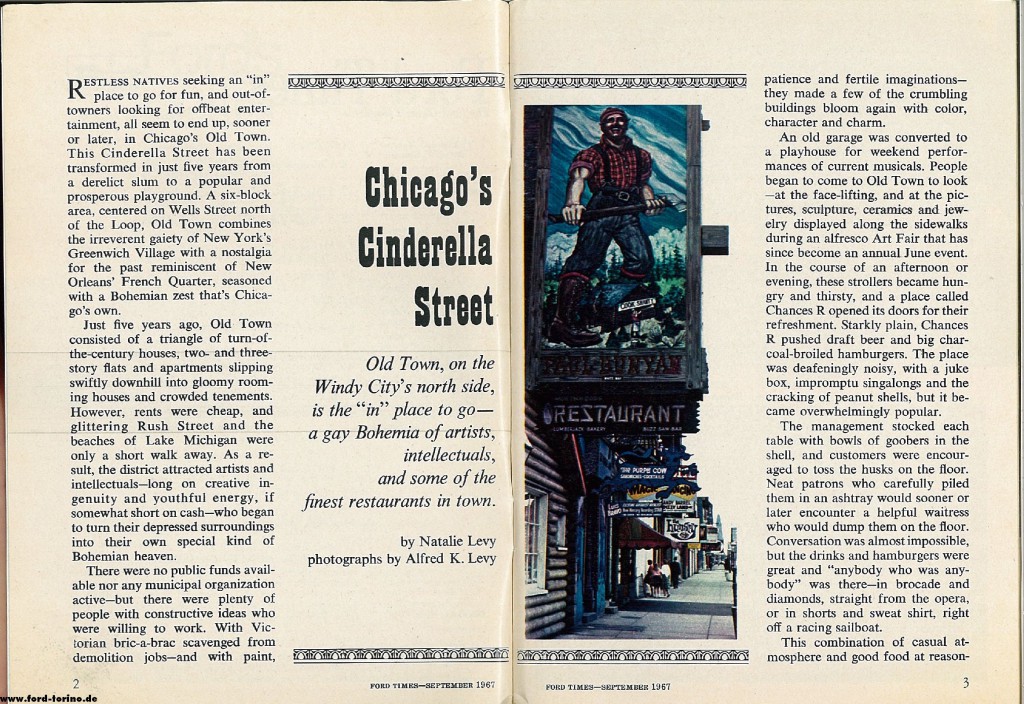 RESTLESS NATIVES seeking an "in"
place to go for fun, and out-of-
towners looking for offbeat enter-
tainment, all seem to end up, sooner
or later, in Chicago's Old Town.
This Cinderella Street has been
transformed in just five years from
a derelict slum to a popular and
prosperous playground. A six-block
area, centered on Wells Street north
of the Loop, Old Town combines
the irreverent gaiety of New York's
Greenwich Village with a nostalgia
for the past reminiscent of New
Orleans' French Quarter, seasoned
with a Bohemian zest that's Chica-
go's own.
Just five years ago, Old Town
consisted of a triangle of turn-of-
the-century houses, two- and three-
story flats and apartments slipping
swiftly downhill into gloomy room-
ing houses and crowded tenements.
However, rents were cheap, and
glittering Rush Street and the
beaches of Lake Michigan were
only a short walk away. As a re-
sult, the district attracted artists and
intellectuals—long on creative in-
genuity and youthful energy, if
somewhat short on cash—who began
to turn their depressed surroundings
into their own special kind of
Bohemian heaven.
There were no public funds avail-
able nor any municipal organization
active—but there were plenty of
people with constructive ideas who
were willing to work. With Vic-
torian bric-a-brac scavenged from
demolition jobs—and with paint,
Chicago's
Cinderella
Street
Old Town, on the
Windy City's north side,
is the "in" place to go—
a gay Bohemia of artists,
intellectuals,
and some of the
finest restaurants in town.
by Natalie Levy
photographs by Alfred K. Levy
2
FORD TIMES—SEPTEMBER 1967
PAUL BUNYAN
RESTAURANT
LUMBERJACK BAKERY
BUZZ SAW BAR
PURPLE COW
patience and fertile imaginations—
they made a few of the crumbling
buildings bloom again with color,
character and charm.
An old garage was converted to
a playhouse for weekend perfor-
mances of current musicals. People
began to come to Old Town to look
—at the face-lifting, and at the pic-
tures, sculpture, ceramics and jew-
elry displayed along the sidewalks
during an alfresco Art Fair that has
since become an annual June event.
In the course of an afternoon or
evening, these strollers became hun-
gry and thirsty, and a place called
Chances R opened its doors for their
refreshment. Starkly plain, Chances
R pushed draft beer and big char-
coal-broiled hamburgers. The place
was deafeningly noisy, with a juke
box, impromptu singalongs and the
cracking of peanut shells, but it be-
came overwhelmingly popular.
The management stocked each
table with bowls of goobers in the
shell, and customers were encour-
aged to toss the husks on the floor.
Neat patrons who carefully piled
them in an ashtray would sooner or
later encounter a helpful waitress
who would dump them on the floor.
Conversation was almost impossible,
but the drinks and hamburgers were
great and "anybody who was any-
body" was there—in brocade and
diamonds, straight from the opera,
or in shorts and sweat shirt, right
off a racing sailboat.
This combination of casual at-
mosphere and good food at reason-
FORD TIMES—SEPTEMBER 1967
3
www.ford-torino.de